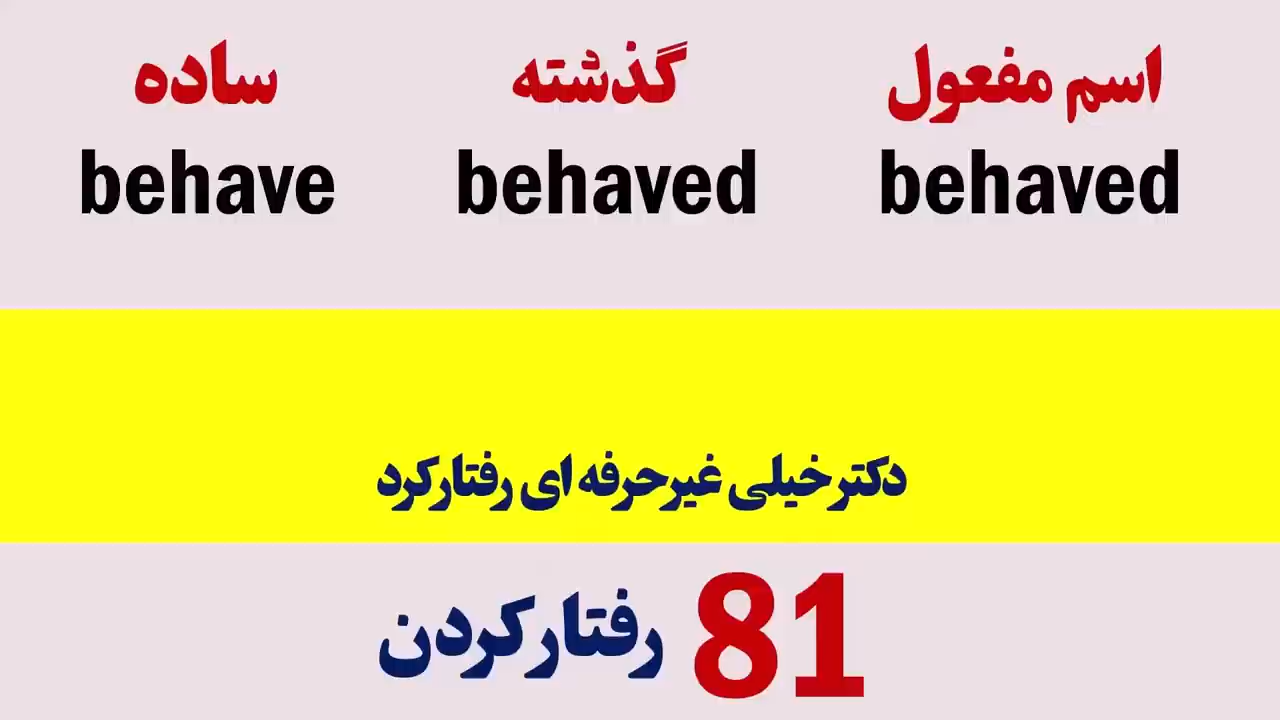 ساده گذشته اسم مفعول
behave behaved behaved
دکتر خیلی غیرحرفه ای رفتار کرد
81 رفتار کردن